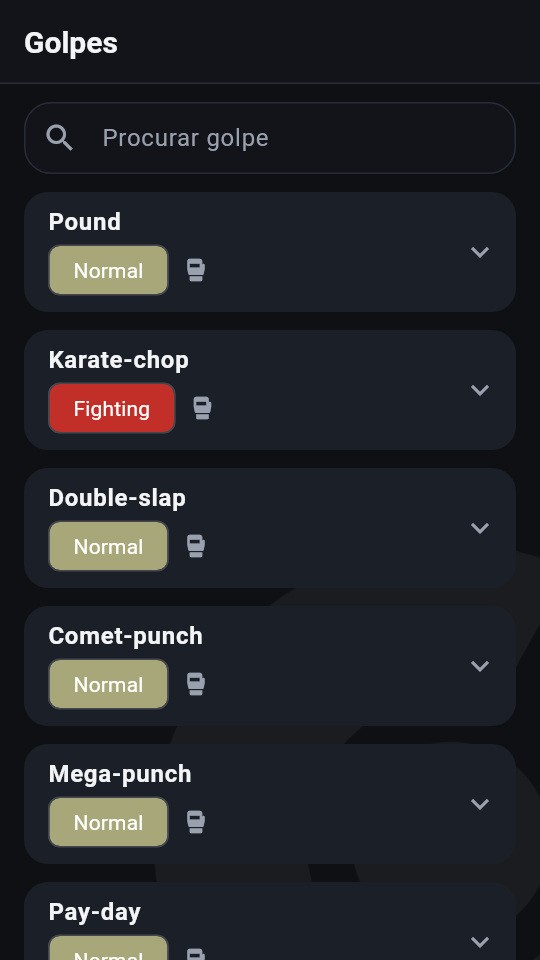 Golpes
Procurar golpe
Pound
Normal
Karate-chop
Fighting
Double-slap
Normal
Comet-punch
Normal
Mega-punch
Normal
Pay-day
Normal